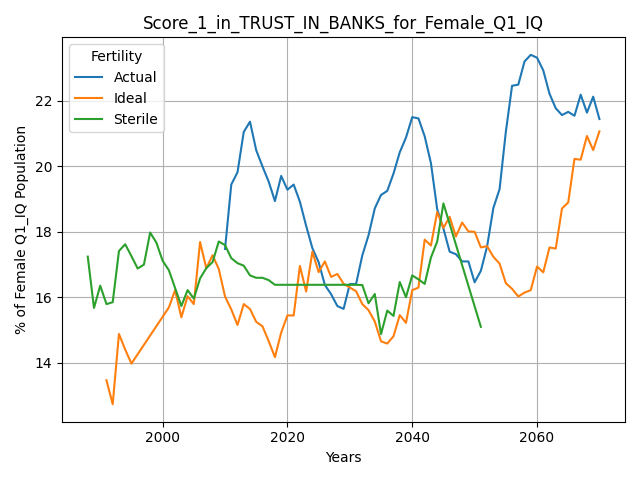 Score_1_in_TRUST_IN_BANKS_for_Female_Q1_IQ
Fertility
Actual
Ideal
Sterile
% of Female Q1_IQ Population
22
20
18
16
14
2000
2020
2040
2060
Years